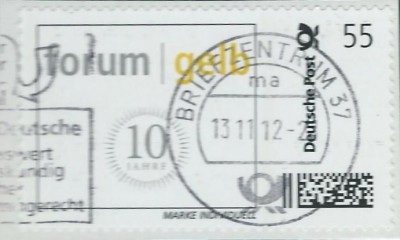 forum | gelb
55
Deutsche Post
BRIEFZENTRUM 37
ma
13 11 12-2
10
JAHRE
Deutsche
MARKE INDIVIDUELL